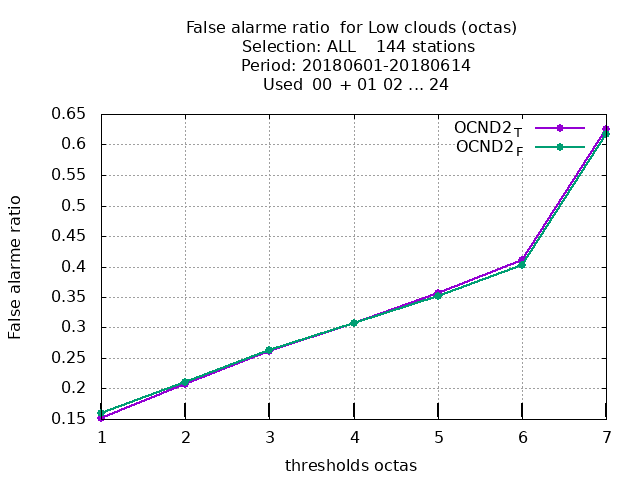 False alarme ratio  for Low clouds (octas)
Selection: ALL    144 stations
Period: 20180601-20180614
Used  00 + 01 02 ... 24
0.65
0.6
0.55
0.5
0.45
0.4
0.35
0.3
0.25
0.2
0.15
False alarme ratio
OCND2T
OCND2F
1 2 3 4 5 6 7
thresholds octas